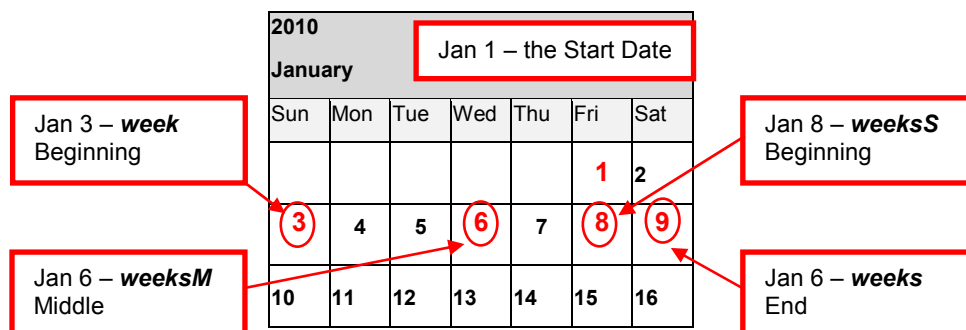 2010
January
Jan 1 – the Start Date
Sun Mon Tue Wed Thu Fri Sat
1 2
3 4 5 6 7 8 9
10 11 12 13 14 15 16
Jan 3 – week
Beginning
Jan 6 – weeksM
Middle
Jan 8 – weeksS
Beginning
Jan 6 – weeks
End